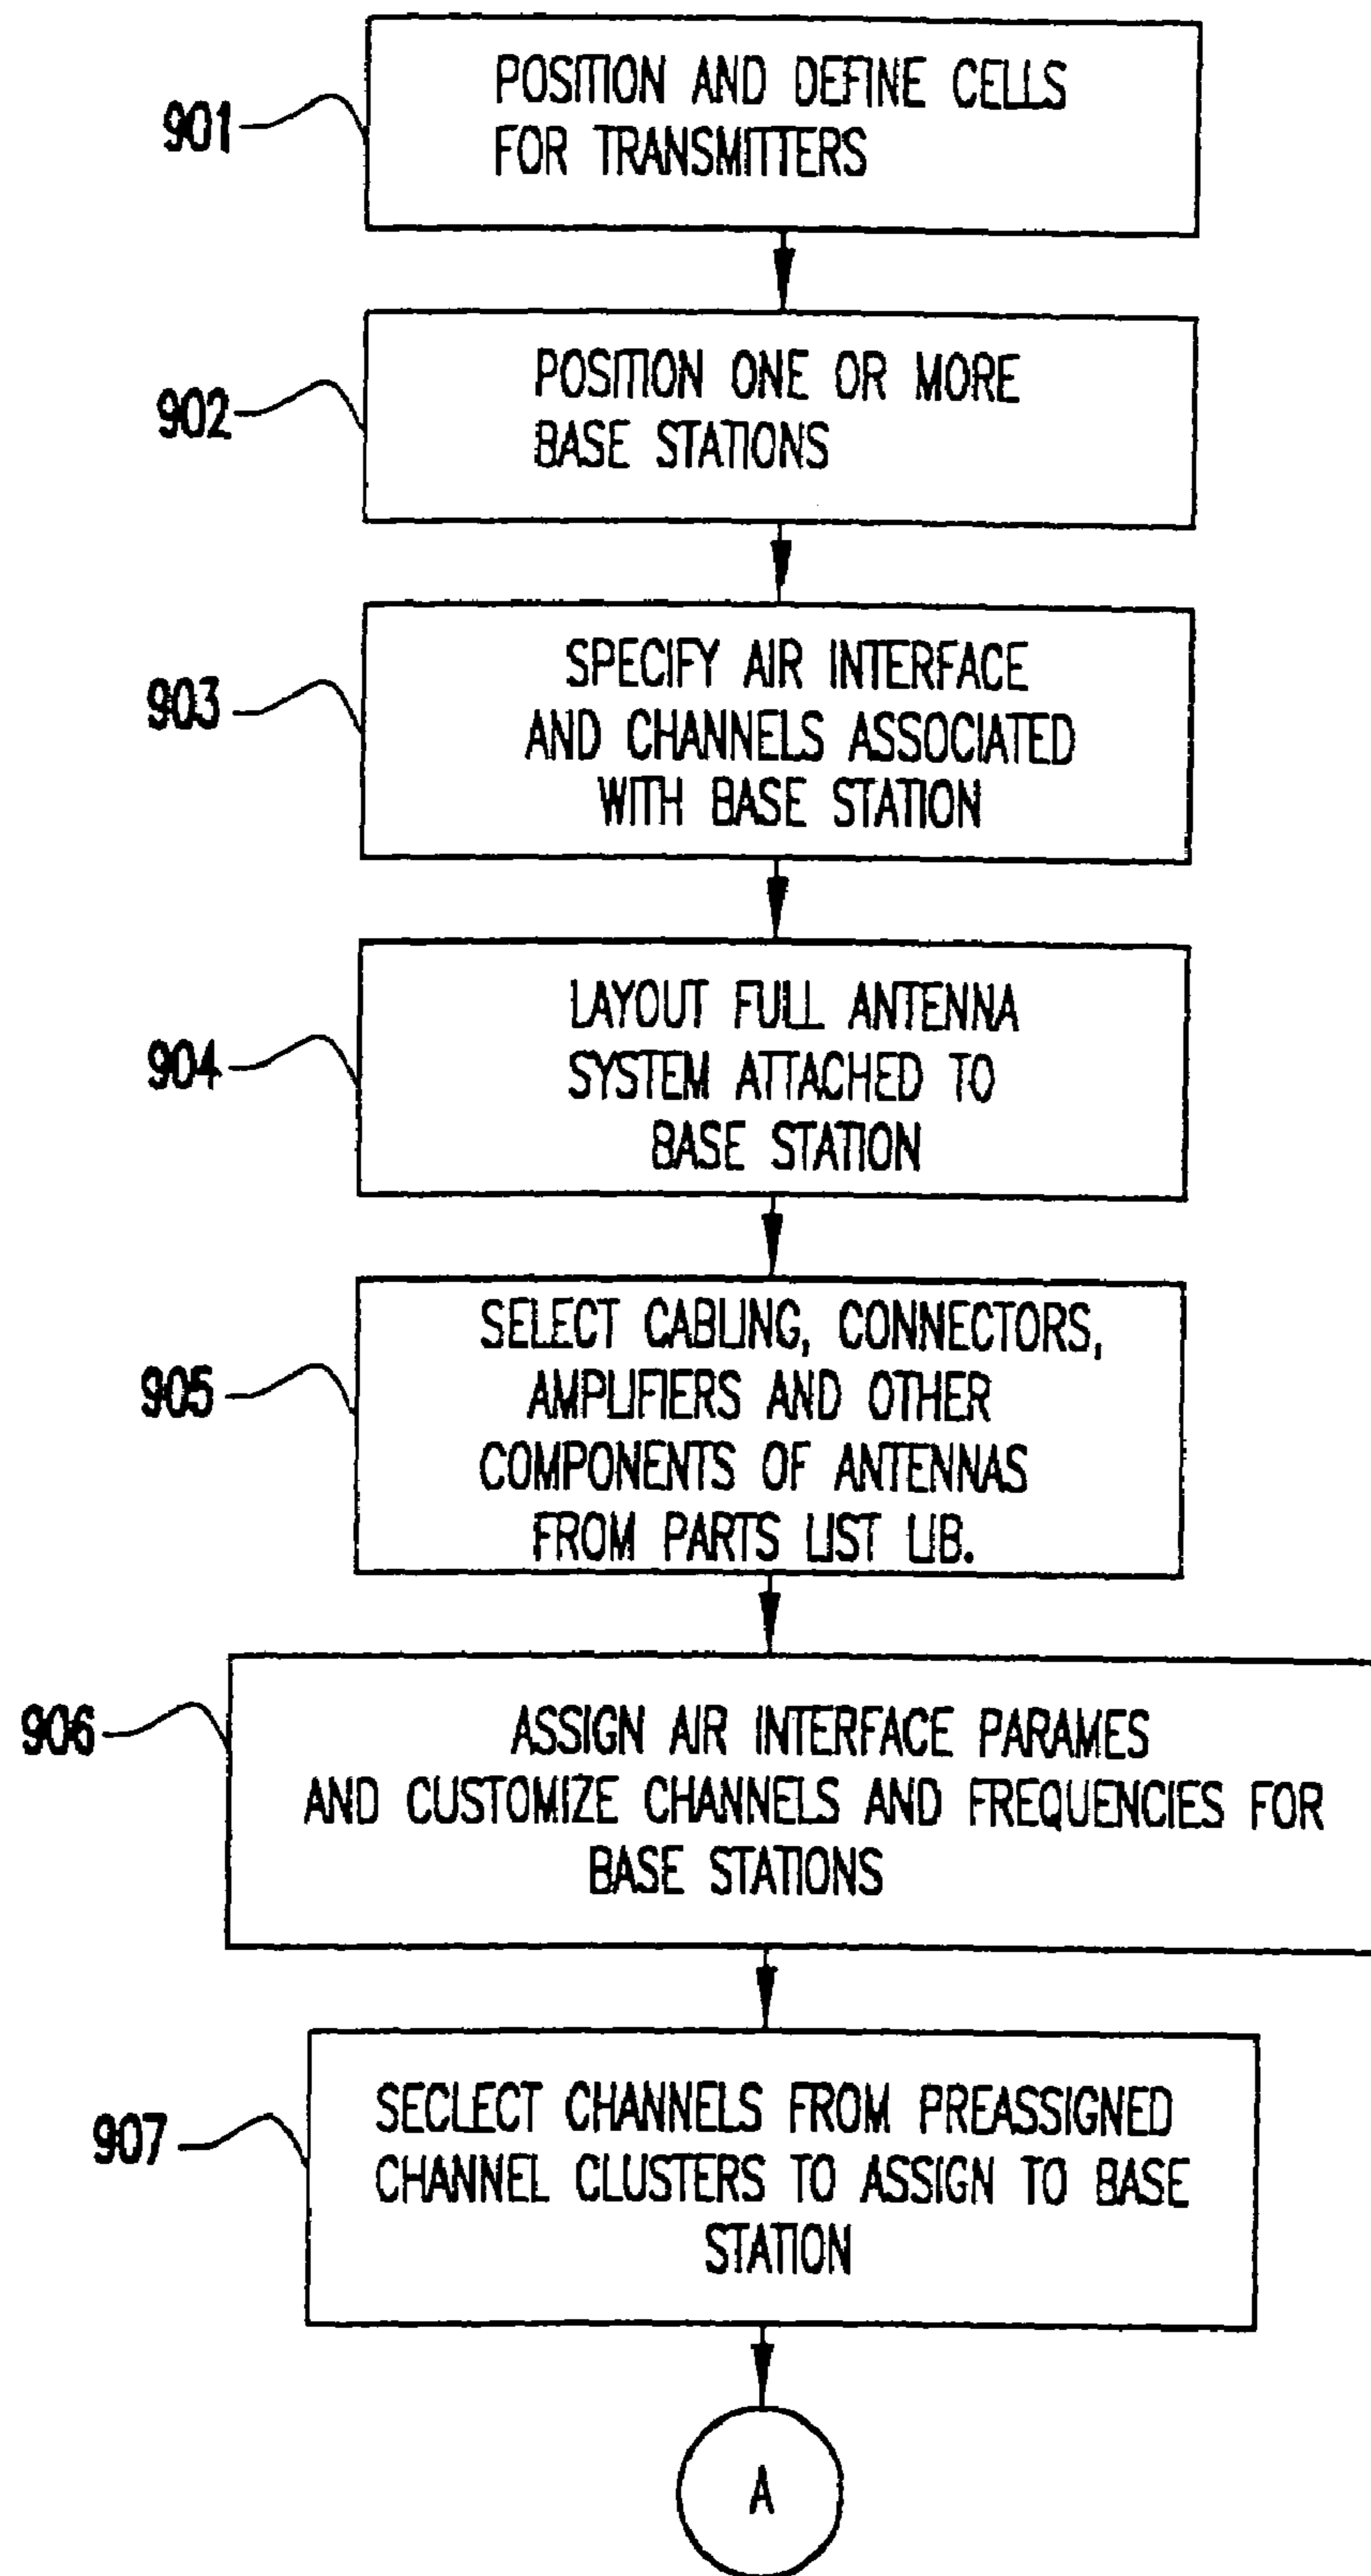 901
POSITION AND DEFINE CELLS
FOR TRANSMITTERS
902
POSITION ONE OR MORE
BASE STATIONS
903
SPECIFY AIR INTERFACE
AND CHANNELS ASSOCIATED
WITH BASE STATION
904
LAYOUT FULL ANTENNA
SYSTEM ATTACHED TO
BASE STATION
905
SELECT CABLING, CONNECTORS,
AMPLIFIERS AND OTHER
COMPONENTS OF ANTENNAS
FROM PARTS LIST LIB.
906
ASSIGN AIR INTERFACE PARAMES
AND CUSTOMIZE CHANNELS AND FREQUENCIES FOR
BASE STATIONS
907
SECLECT CHANNELS FROM PREASSIGNED
CHANNEL CLUSTERS TO ASSIGN TO BASE
STATION
A